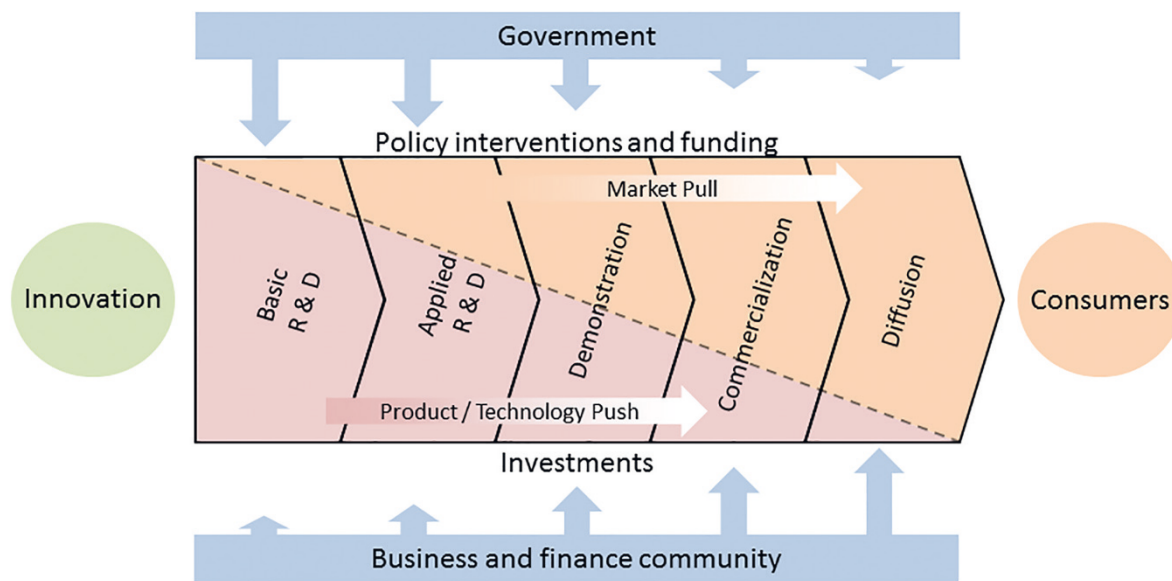 Government
Policy interventions and funding
Market Pull
Innovation
Basic
R & D
Applied
R & D
Demonstration
Commercialization
Diffusion
Consumers
Product / Technology Push
Investments
Business and finance community